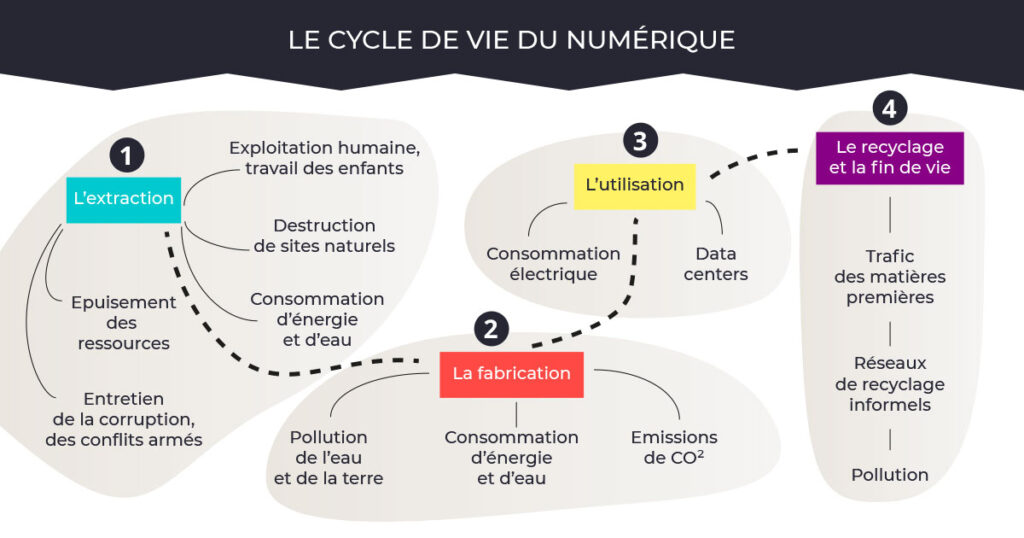 LE CYCLE DE VIE DU NUMÉRIQUE
1
L'extraction
Exploitation humaine,
travail des enfants
Destruction
de sites naturels
Consommation
d'énergie
et d'eau
Epuisement
des
ressources
Entretien
de la corruption,
des conflits armés
2
La fabrication
Pollution
de l'eau
et de la terre
Consommation
d'énergie
et d'eau
Emissions
de CO²
3
L'utilisation
Consommation
électrique
Data
centers
4
Le recyclage
et la fin de vie
Trafic
des matières
premières
Réseaux
de recyclage
informels
Pollution